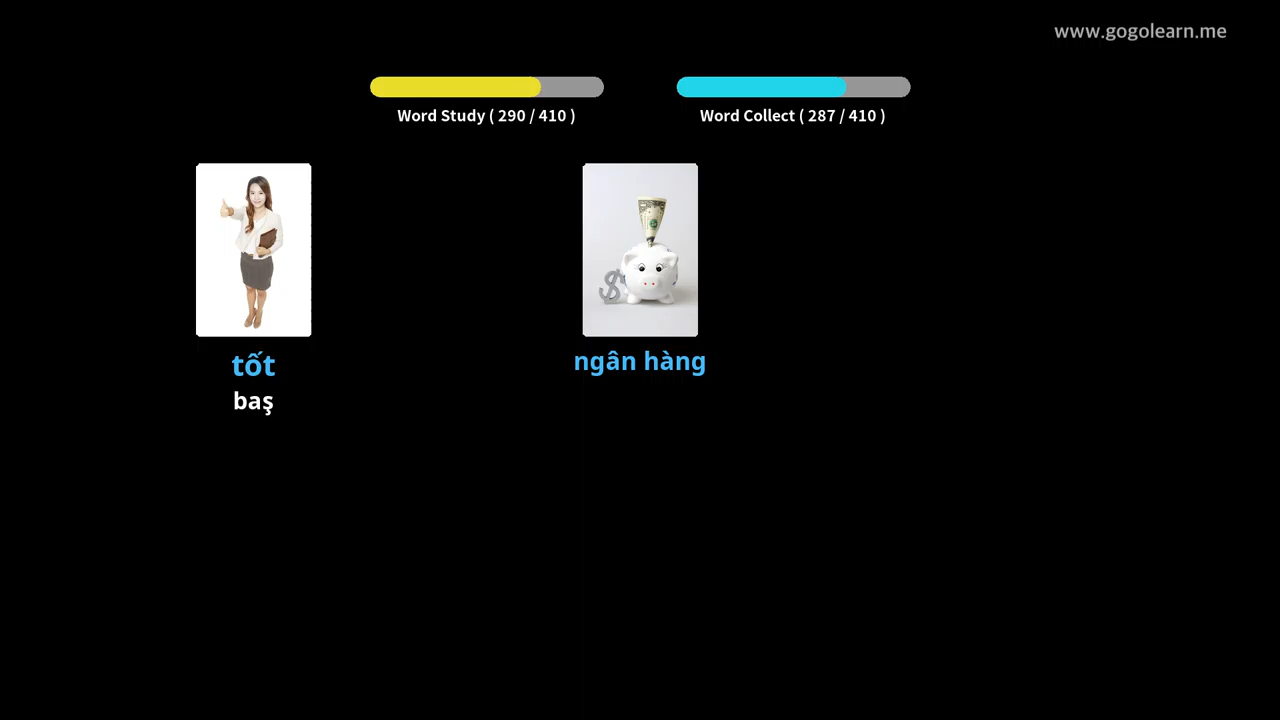 www.gogolearn.me
Word Study ( 290 / 410 )
Word Collect ( 287 / 410 )
tốt
baş
ngân hàng